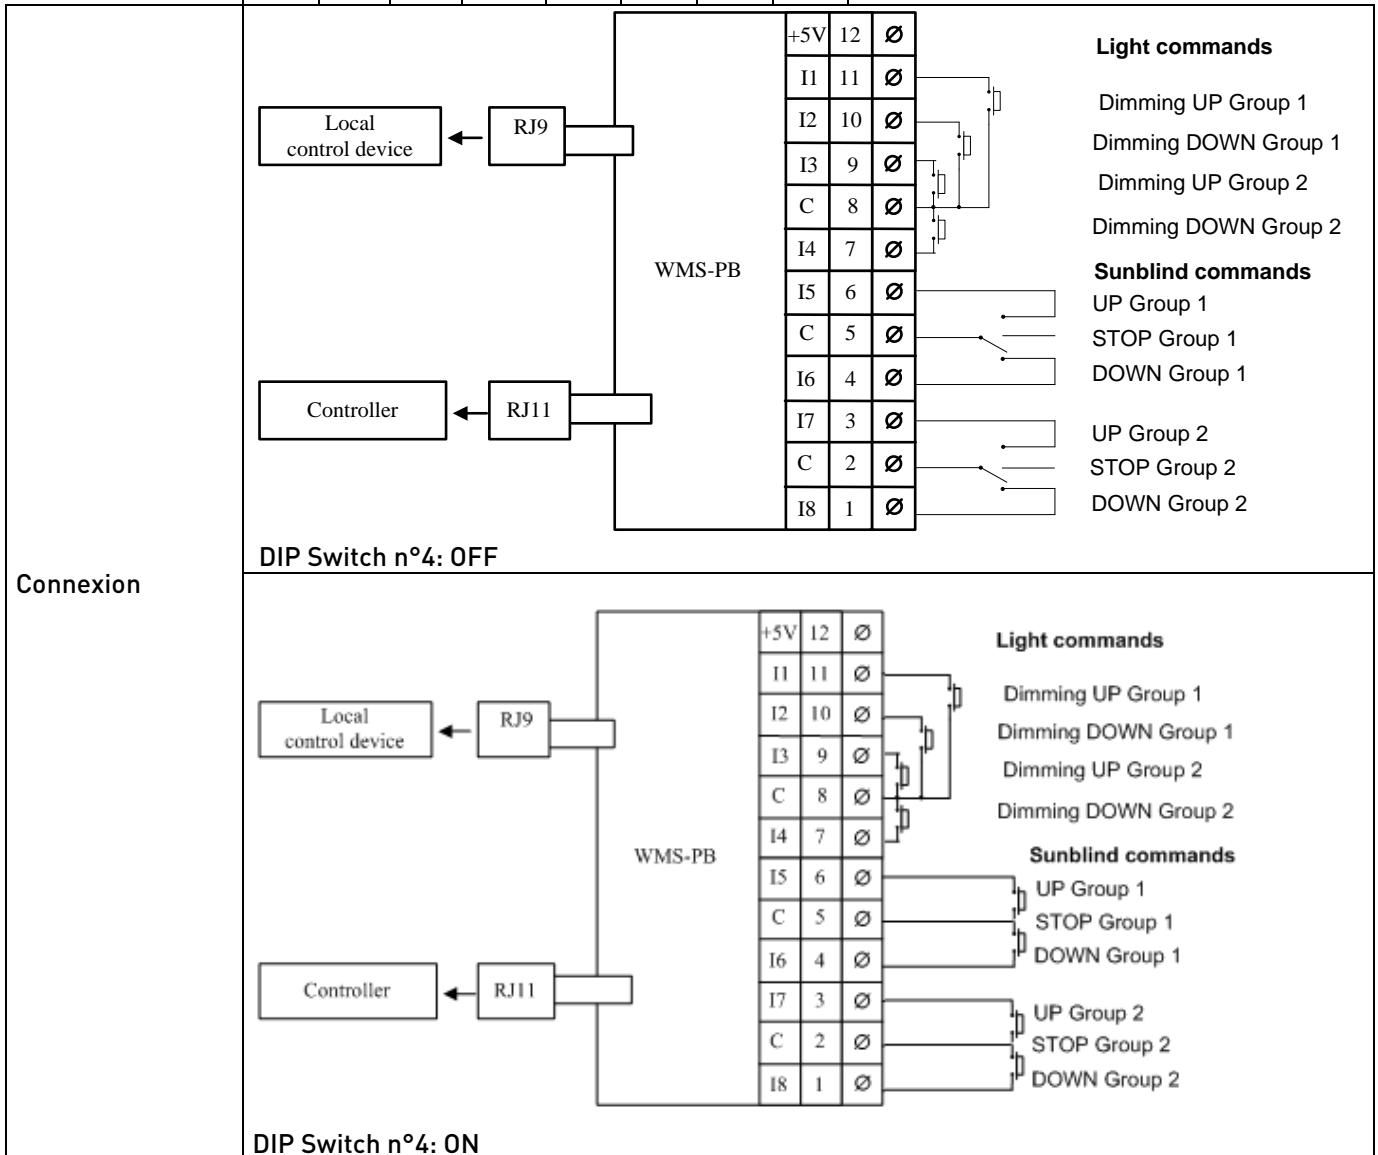 Connexion
+5V 12 Ø
I1 11 Ø
I2 10 Ø
I3 9 Ø
C 8 Ø
I4 7 Ø
I5 6 Ø
C 5 Ø
I6 4 Ø
I7 3 Ø
C 2 Ø
I8 1 Ø
WMS-PB
Local
control device
RJ9
Controller
RJ11
Light commands
Dimming UP Group 1
Dimming DOWN Group 1
Dimming UP Group 2
Dimming DOWN Group 2
Sunblind commands
UP Group 1
STOP Group 1
DOWN Group 1
UP Group 2
STOP Group 2
DOWN Group 2
DIP Switch n°4: OFF
+5V 12 Ø
I1 11 Ø
I2 10 Ø
I3 9 Ø
C 8 Ø
I4 7 Ø
I5 6 Ø
C 5 Ø
I6 4 Ø
I7 3 Ø
C 2 Ø
I8 1 Ø
WMS-PB
Local
control device
RJ9
Controller
RJ11
Light commands
Dimming UP Group 1
Dimming DOWN Group 1
Dimming UP Group 2
Dimming DOWN Group 2
Sunblind commands
UP Group 1
STOP Group 1
DOWN Group 1
UP Group 2
STOP Group 2
DOWN Group 2
DIP Switch n°4: ON